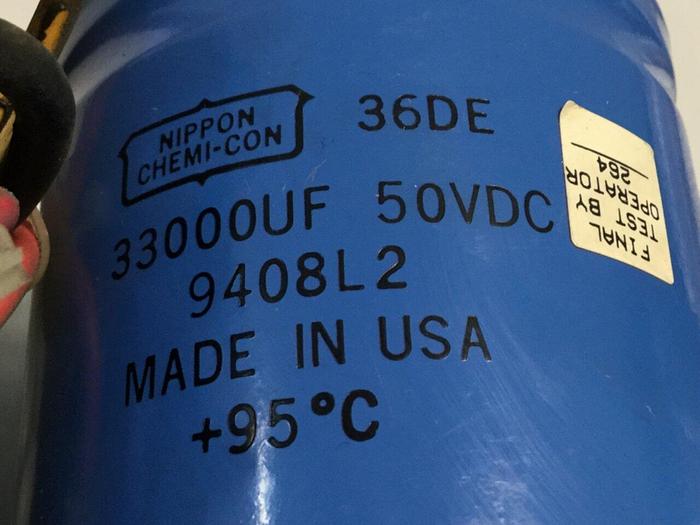 NIPPON
CHEMI-CON
36DE
33000UF 50VDC
9408L2
MADE IN USA
+95°C
FINAL
TEST BY
OPERATOR
264